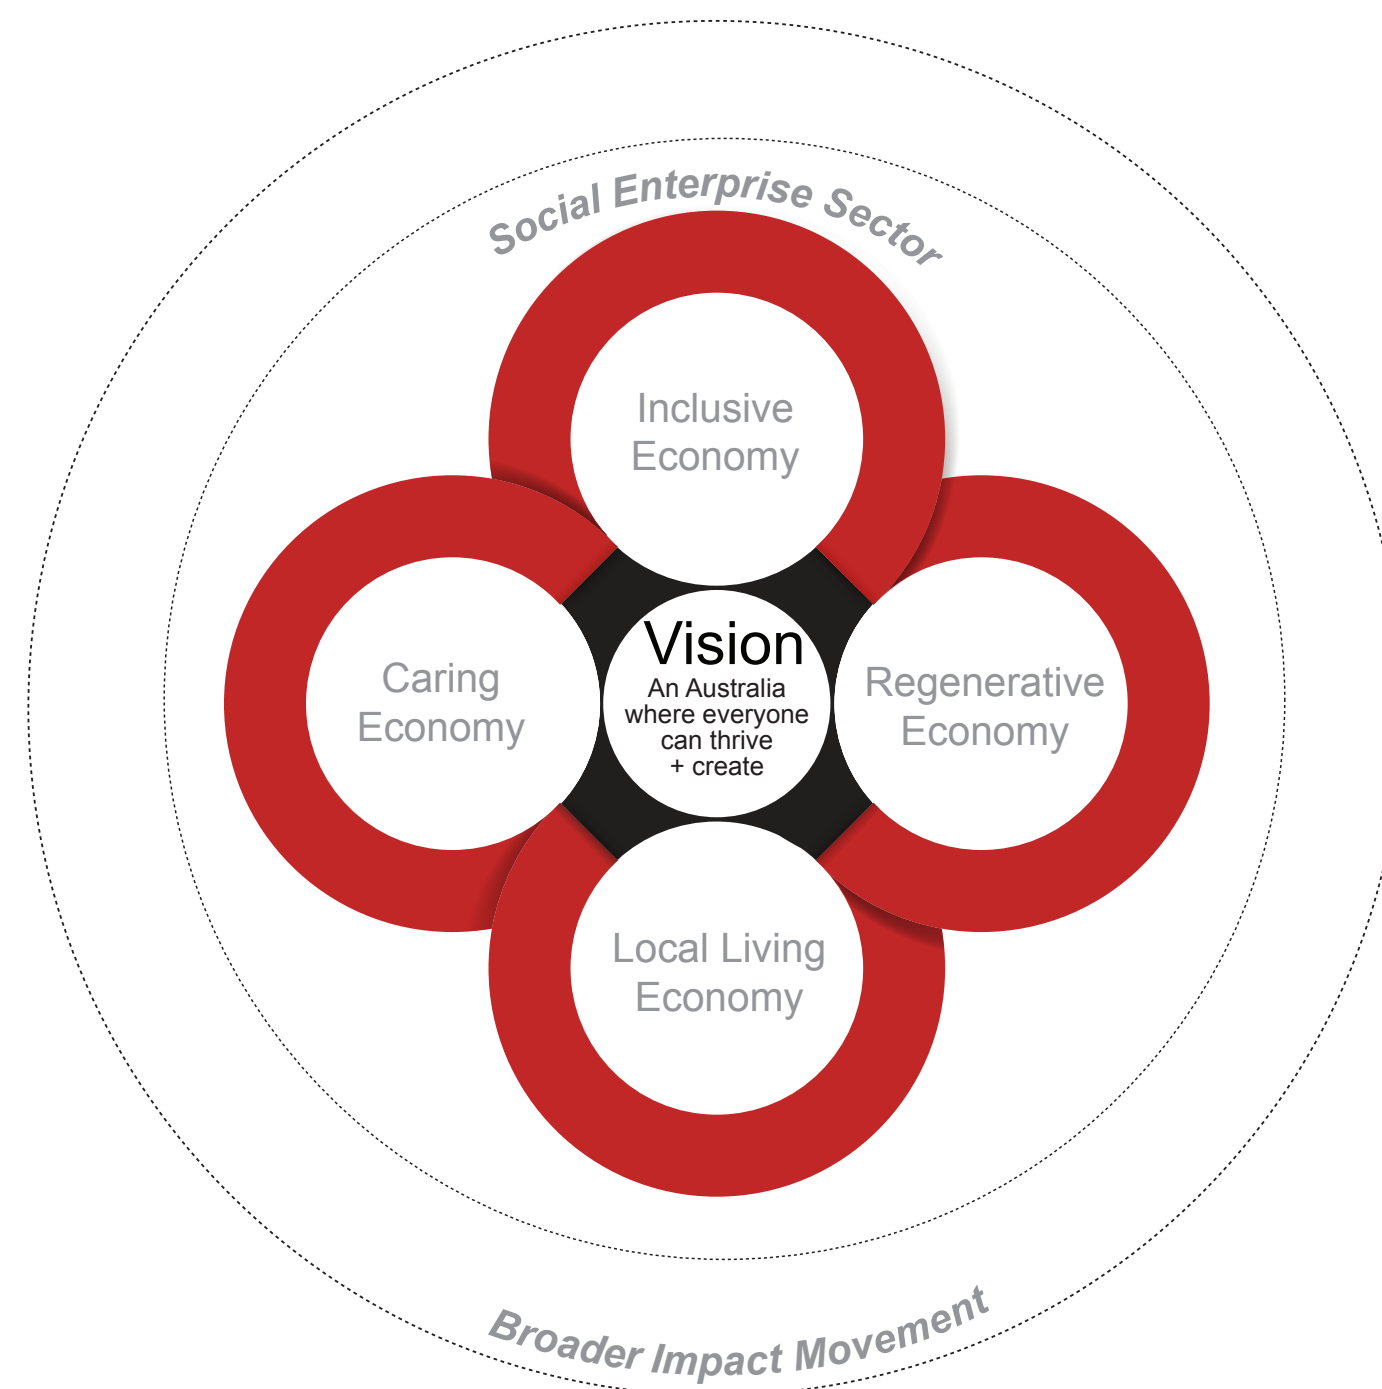 Social Enterprise Sector
Inclusive
Economy
Caring
Economy
Vision
An Australia
where everyone
can thrive
+ create
Regenerative
Economy
Local Living
Economy
Broader Impact Movement